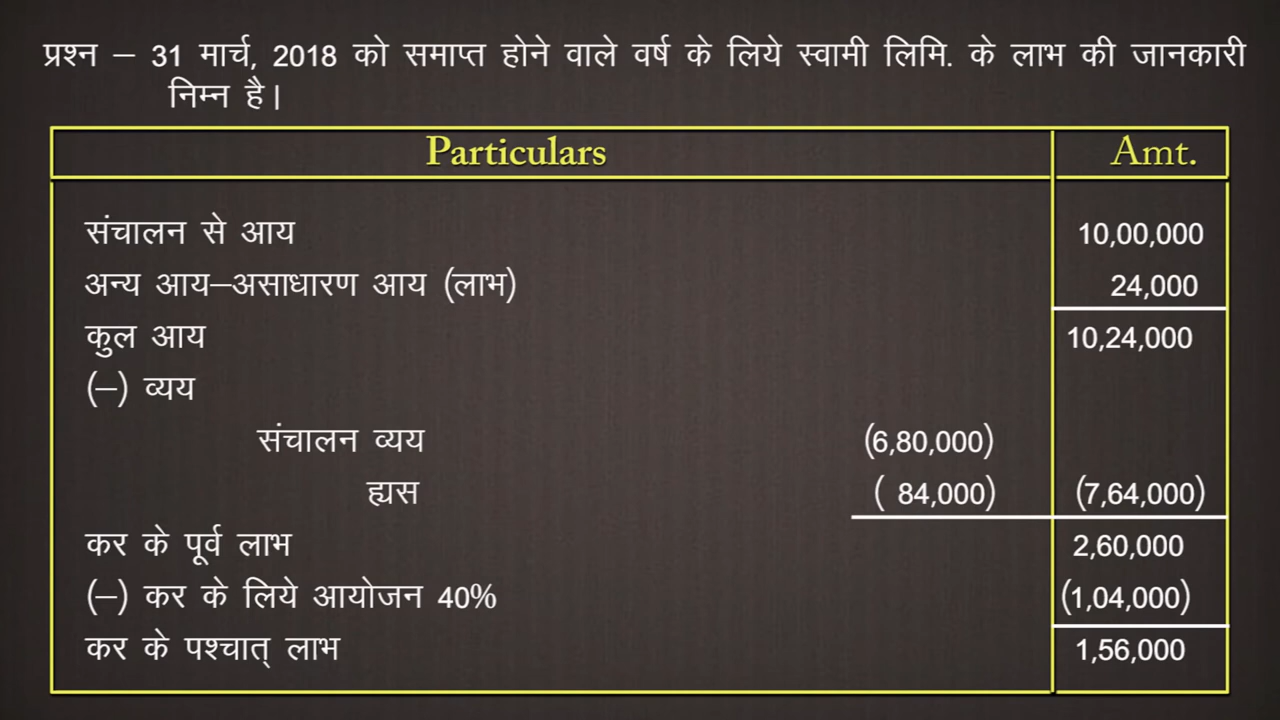 प्रश्न – 31 मार्च, 2018 को समाप्त होने वाले वर्ष के लिये स्वामी लिमि. के लाभ की जानकारी
निम्न है।
Particulars Amt.
संचालन से आय 10,00,000
अन्य आय–असाधारण आय (लाभ) 24,000
कुल आय 10,24,000
(–) व्यय
संचालन व्यय (6,80,000)
ह्यस ( 84,000) (7,64,000)
कर के पूर्व लाभ 2,60,000
(–) कर के लिये आयोजन 40% (1,04,000)
कर के पश्चात् लाभ 1,56,000